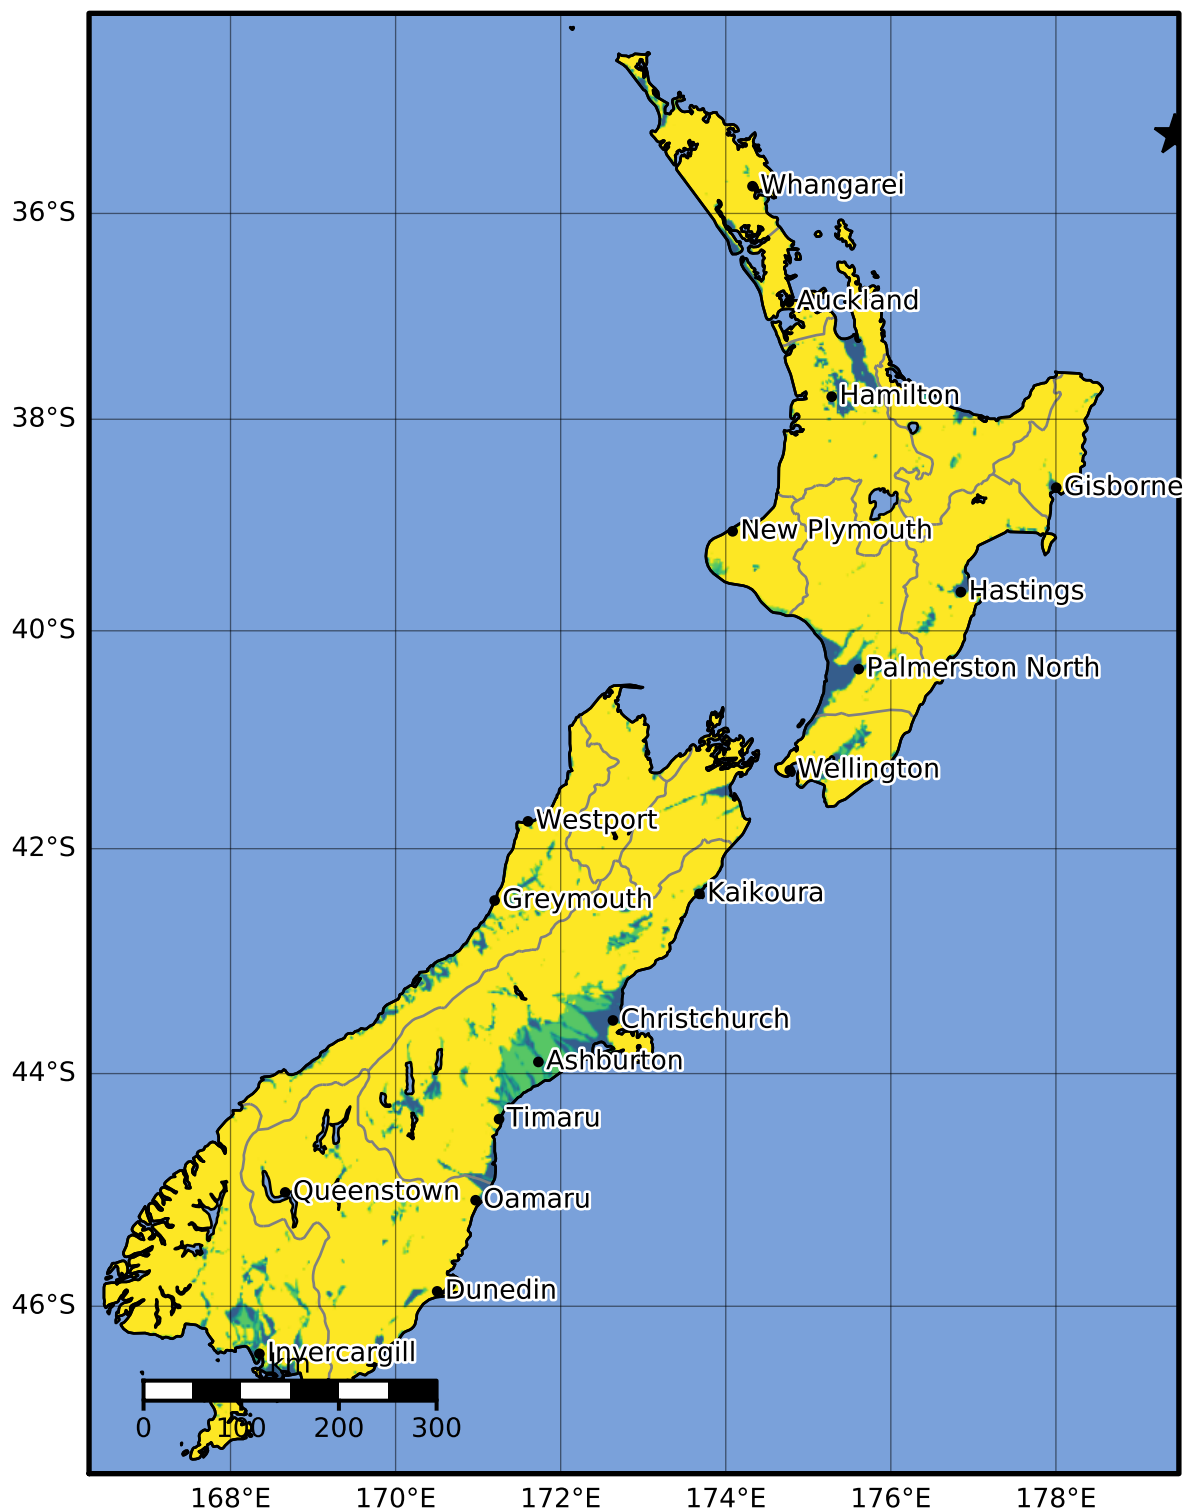 Whangarei
36°S
Auckland
Hamilton
38°S
Gisborne
New Plymouth
Hastings
40°S
Palmerston North
Wellington
Westport
42°S
Kaikoura
Greymouth
Christchurch
Ashburton
44°S
Timaru
Queenstown
Oamaru
Dunedin
46°S
Invercargill
km
0 100 200 300
168°E 170°E 172°E 174°E 176°E 178°E